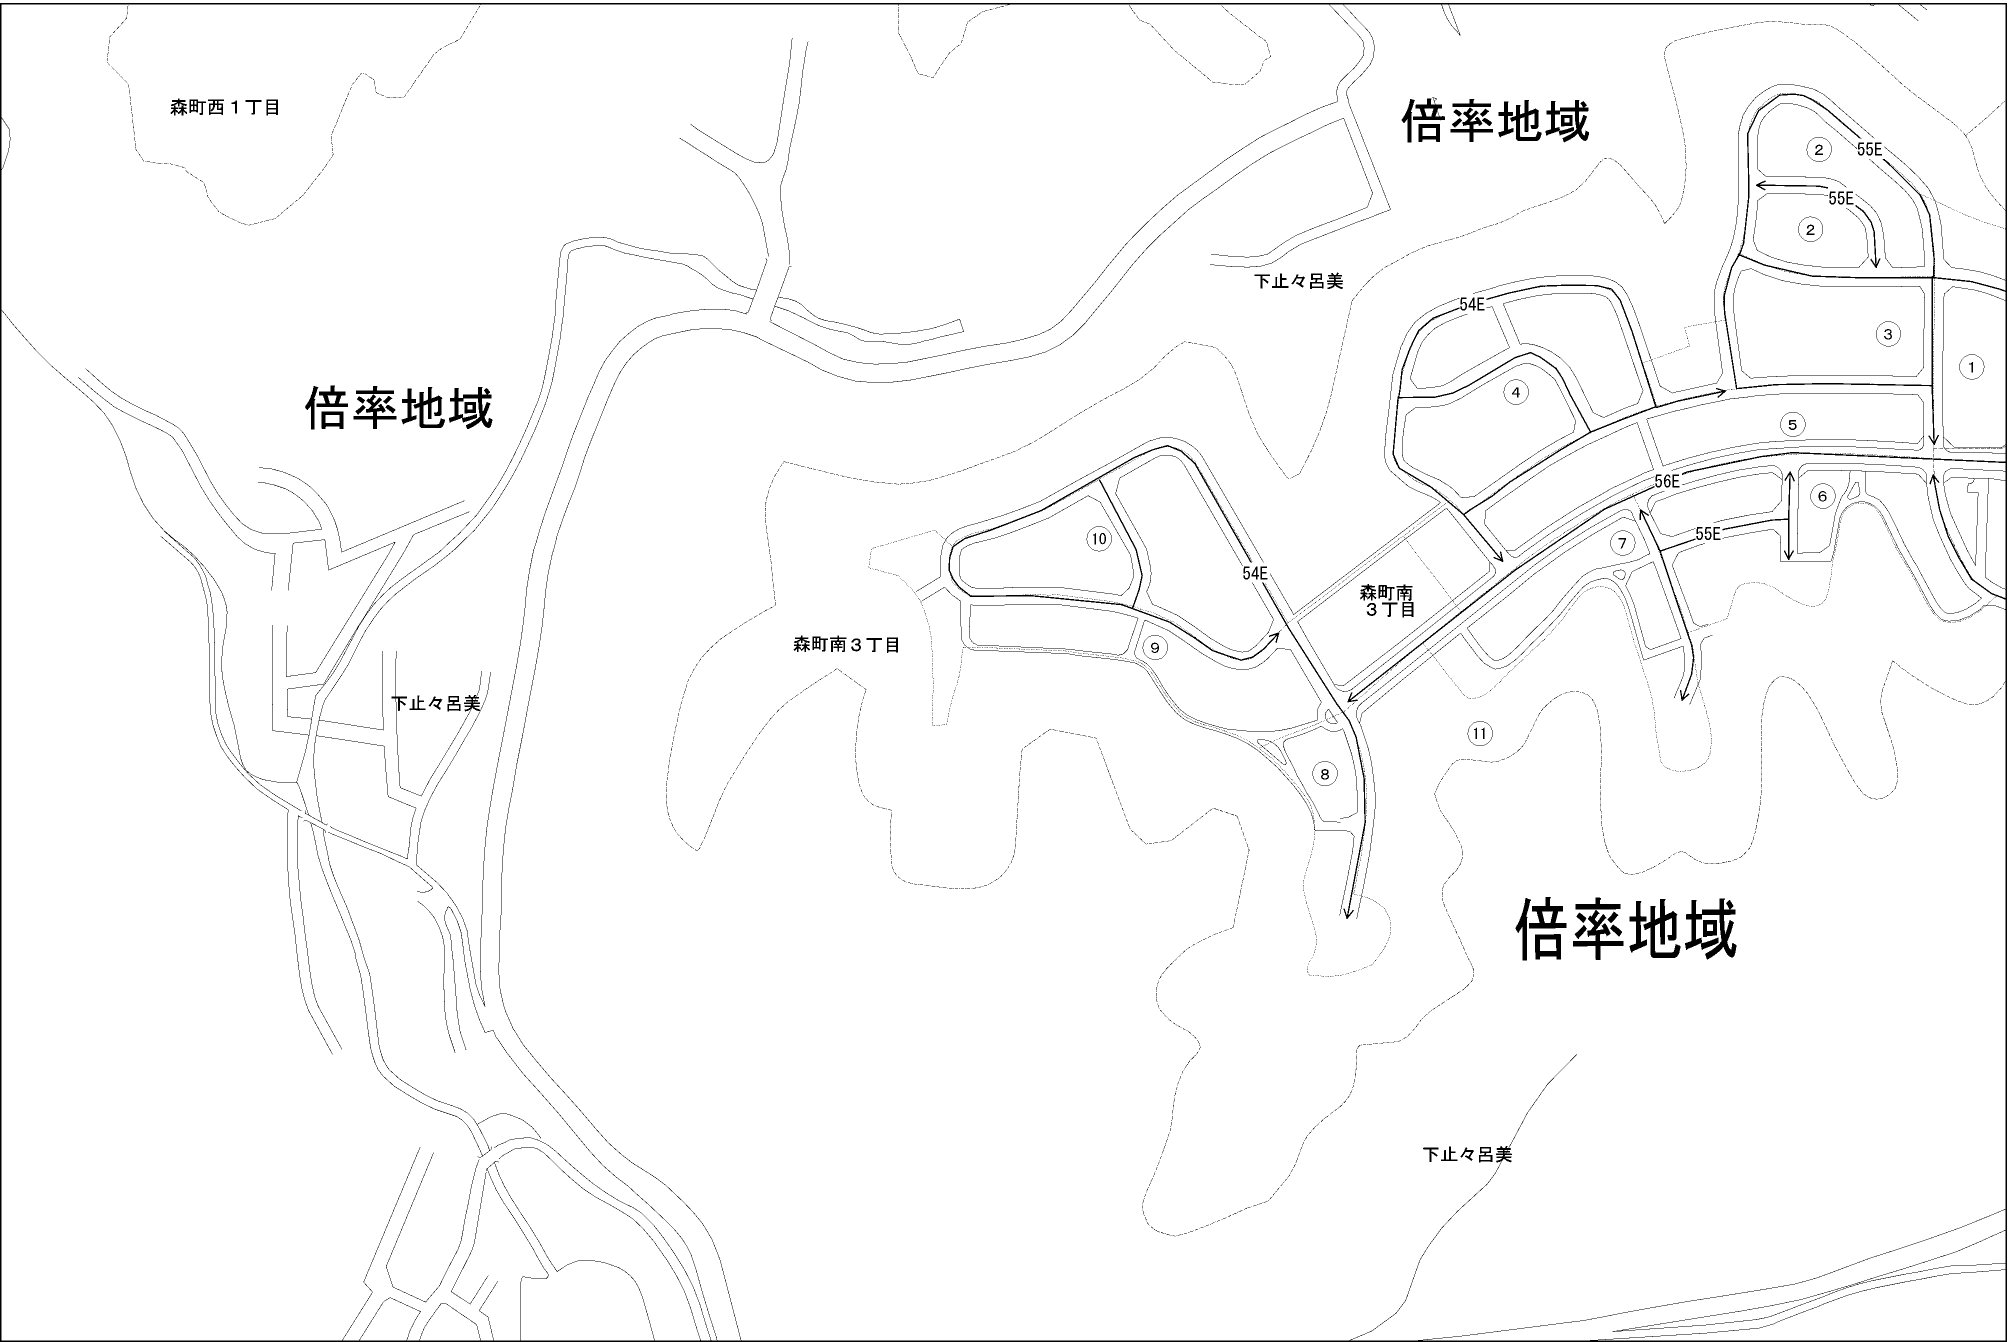 森町西１丁目
倍率地域
②
55E
55E
②
下止々呂美
54E
③
①
倍率地域
④
⑤
56E
⑥
⑩
⑦
55E
54E
森町南
３丁目
森町南３丁目
⑨
下止々呂美
⑪
⑧
倍率地域
下止々呂美